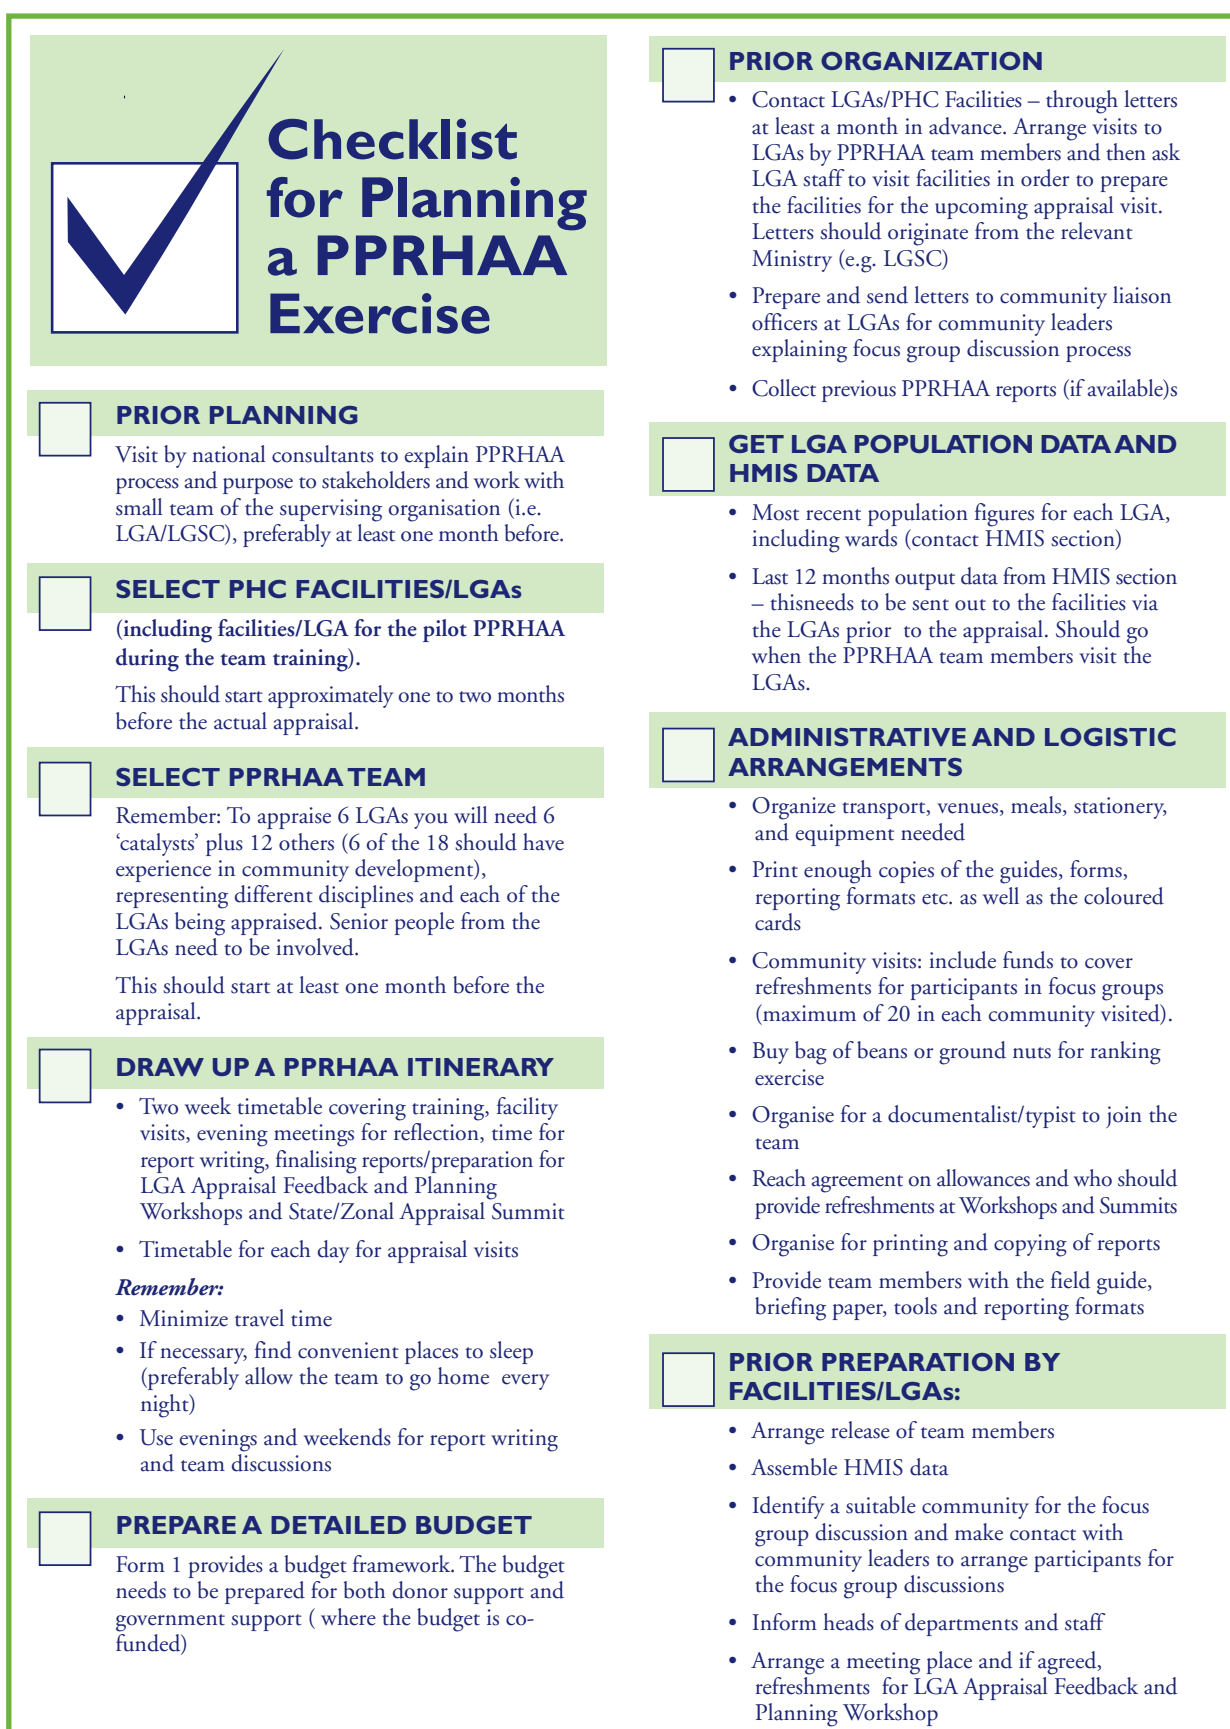 Checklist
for Planning
a PPRHAA
Exercise
PRIOR PLANNING
Visit by national consultants to explain PPRHAA
process and purpose to stakeholders and work with
small team of the supervising organisation (i.e.
LGA/LGSC), preferably at least one month before.
SELECT PHC FACILITIES/LGAs
(including facilities/LGA for the pilot PPRHAA
during the team training).
This should start approximately one to two months
before the actual appraisal.
SELECT PPRHAA TEAM
Remember: To appraise 6 LGAs you will need 6
‘catalysts’ plus 12 others (6 of the 18 should have
experience in community development),
representing different disciplines and each of the
LGAs being appraised. Senior people from the
LGAs need to be involved.
This should start at least one month before the
appraisal.
DRAW UP A PPRHAA ITINERARY
• Two week timetable covering training, facility
visits, evening meetings for reflection, time for
report writing, finalising reports/preparation for
LGA Appraisal Feedback and Planning
Workshops and State/Zonal Appraisal Summit
• Timetable for each day for appraisal visits
Remember:
• Minimize travel time
• If necessary, find convenient places to sleep
(preferably allow the team to go home every
night)
• Use evenings and weekends for report writing
and team discussions
PREPARE A DETAILED BUDGET
Form 1 provides a budget framework. The budget
needs to be prepared for both donor support and
government support ( where the budget is co-
funded)
PRIOR ORGANIZATION
• Contact LGAs/PHC Facilities – through letters
at least a month in advance. Arrange visits to
LGAs by PPRHAA team members and then ask
LGA staff to visit facilities in order to prepare
the facilities for the upcoming appraisal visit.
Letters should originate from the relevant
Ministry (e.g. LGSC)
• Prepare and send letters to community liaison
officers at LGAs for community leaders
explaining focus group discussion process
• Collect previous PPRHAA reports (if available)s
GET LGA POPULATION DATA AND
HMIS DATA
• Most recent population figures for each LGA,
including wards (contact HMIS section)
• Last 12 months output data from HMIS section
– thisneeds to be sent out to the facilities via
the LGAs prior to the appraisal. Should go
when the PPRHAA team members visit the
LGAs.
ADMINISTRATIVE AND LOGISTIC
ARRANGEMENTS
• Organize transport, venues, meals, stationery,
and equipment needed
• Print enough copies of the guides, forms,
reporting formats etc. as well as the coloured
cards
• Community visits: include funds to cover
refreshments for participants in focus groups
(maximum of 20 in each community visited).
• Buy bag of beans or ground nuts for ranking
exercise
• Organise for a documentalist/typist to join the
team
• Reach agreement on allowances and who should
provide refreshments at Workshops and Summits
• Organise for printing and copying of reports
• Provide team members with the field guide,
briefing paper, tools and reporting formats
PRIOR PREPARATION BY
FACILITIES/LGAs:
• Arrange release of team members
• Assemble HMIS data
• Identify a suitable community for the focus
group discussion and make contact with
community leaders to arrange participants for
the focus group discussions
• Inform heads of departments and staff
• Arrange a meeting place and if agreed,
refreshments for LGA Appraisal Feedback and
Planning Workshop